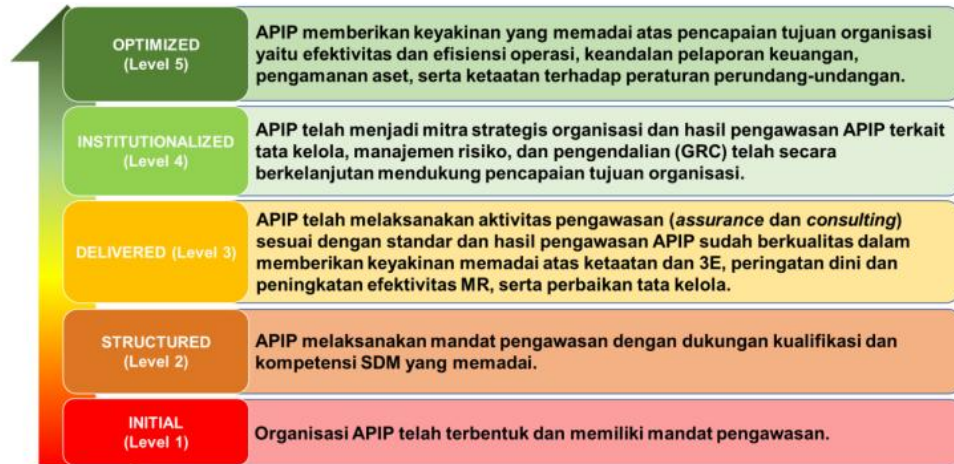 OPTIMIZED
(Level 5)
APIP memberikan keyakinan yang memadai atas pencapaian tujuan organisasi
yaitu efektivitas dan efisiensi operasi, keandalan pelaporan keuangan,
pengamanan aset, serta ketaatan terhadap peraturan perundang-undangan.
INSTITUTIONALIZED
(Level 4)
APIP telah menjadi mitra strategis organisasi dan hasil pengawasan APIP terkait
tata kelola, manajemen risiko, dan pengendalian (GRC) telah secara
berkelanjutan mendukung pencapaian tujuan organisasi.
DELIVERED (Level 3)
APIP telah melaksanakan aktivitas pengawasan (assurance dan consulting)
sesuai dengan standar dan hasil pengawasan APIP sudah berkualitas dalam
memberikan keyakinan memadai atas ketaatan dan 3E, peringatan dini dan
peningkatan efektivitas MR, serta perbaikan tata kelola.
STRUCTURED
(Level 2)
APIP melaksanakan mandat pengawasan dengan dukungan kualifikasi dan
kompetensi SDM yang memadai.
INITIAL
(Level 1)
Organisasi APIP telah terbentuk dan memiliki mandat pengawasan.